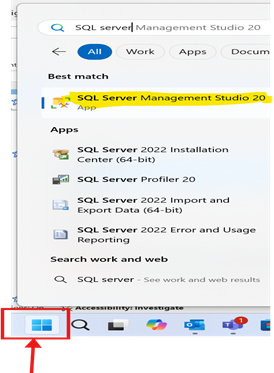 SQL server Management Studio 20
All Work Apps Docum
Best match
SQL Server Management Studio 20
App
Apps
SQL Server 2022 Installation
Center (64-bit)
SQL Server Profiler 20
SQL Server 2022 Import and
Export Data (64-bit)
SQL Server 2022 Error and Usage
Reporting
Search work and web
SQL server - See work and web results
Accessibility: Investigate
1